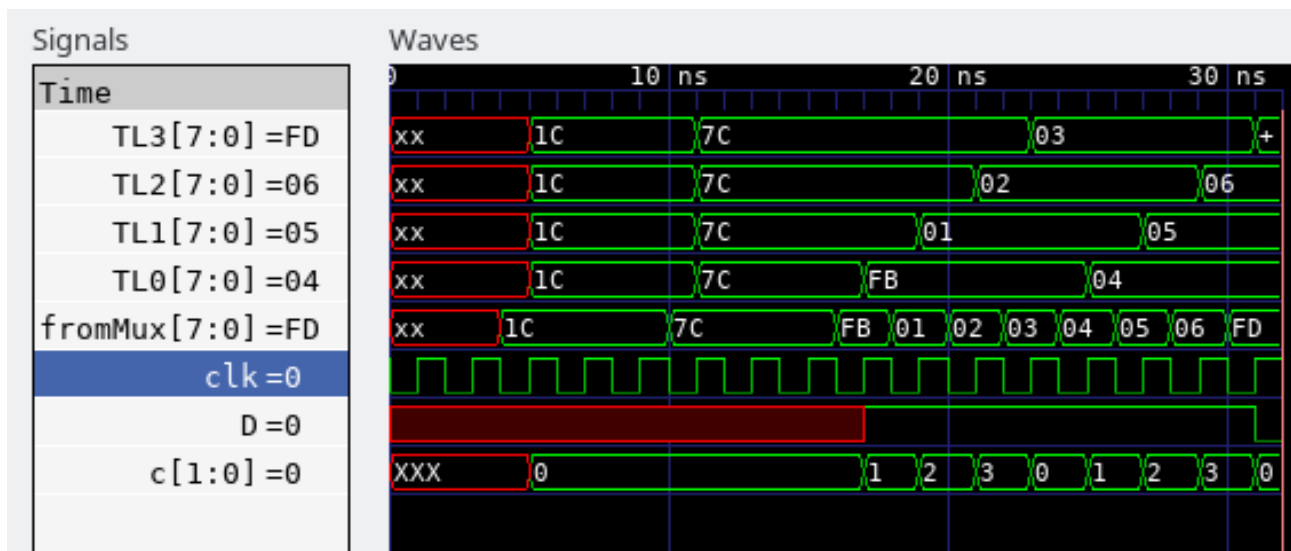 Signals Waves
Time 0 10 ns 20 ns 30 ns
TL3[7:0]=FD xx 1C 7C 03 +
TL2[7:0]=06 xx 1C 7C 02 06
TL1[7:0]=05 xx 1C 7C 01 05
TL0[7:0]=04 xx 1C 7C FB 04
fromMux[7:0]=FD xx 1C 7C FB 01 02 03 04 05 06 FD
clk=0
D=0
c[1:0]=0 XXX 0 1 2 3 0 1 2 3 0